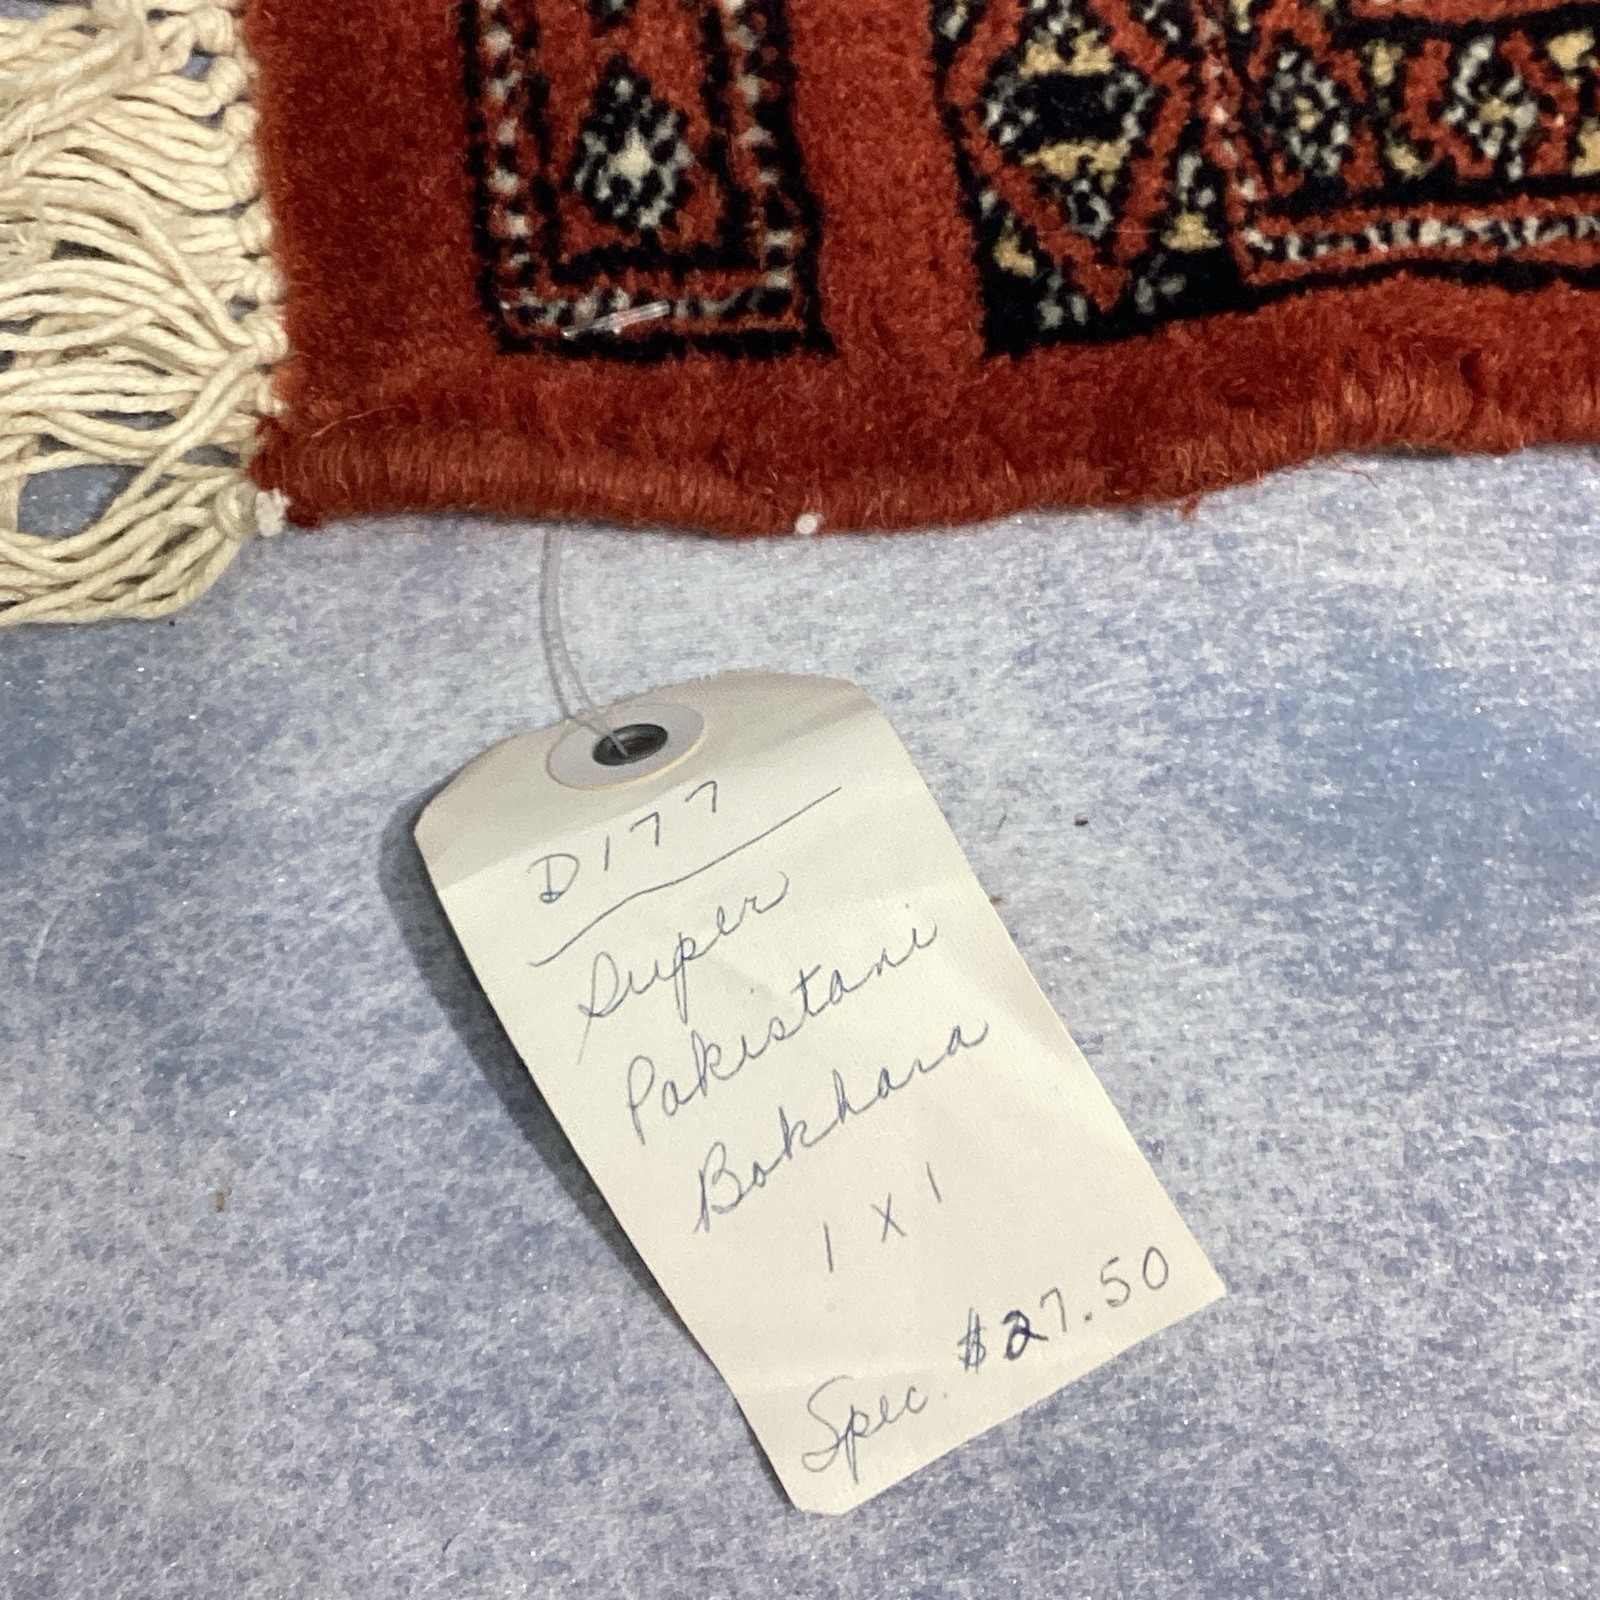 D177
Super
Pakistani
Bokhara
1 X 1
Spec. $27.50